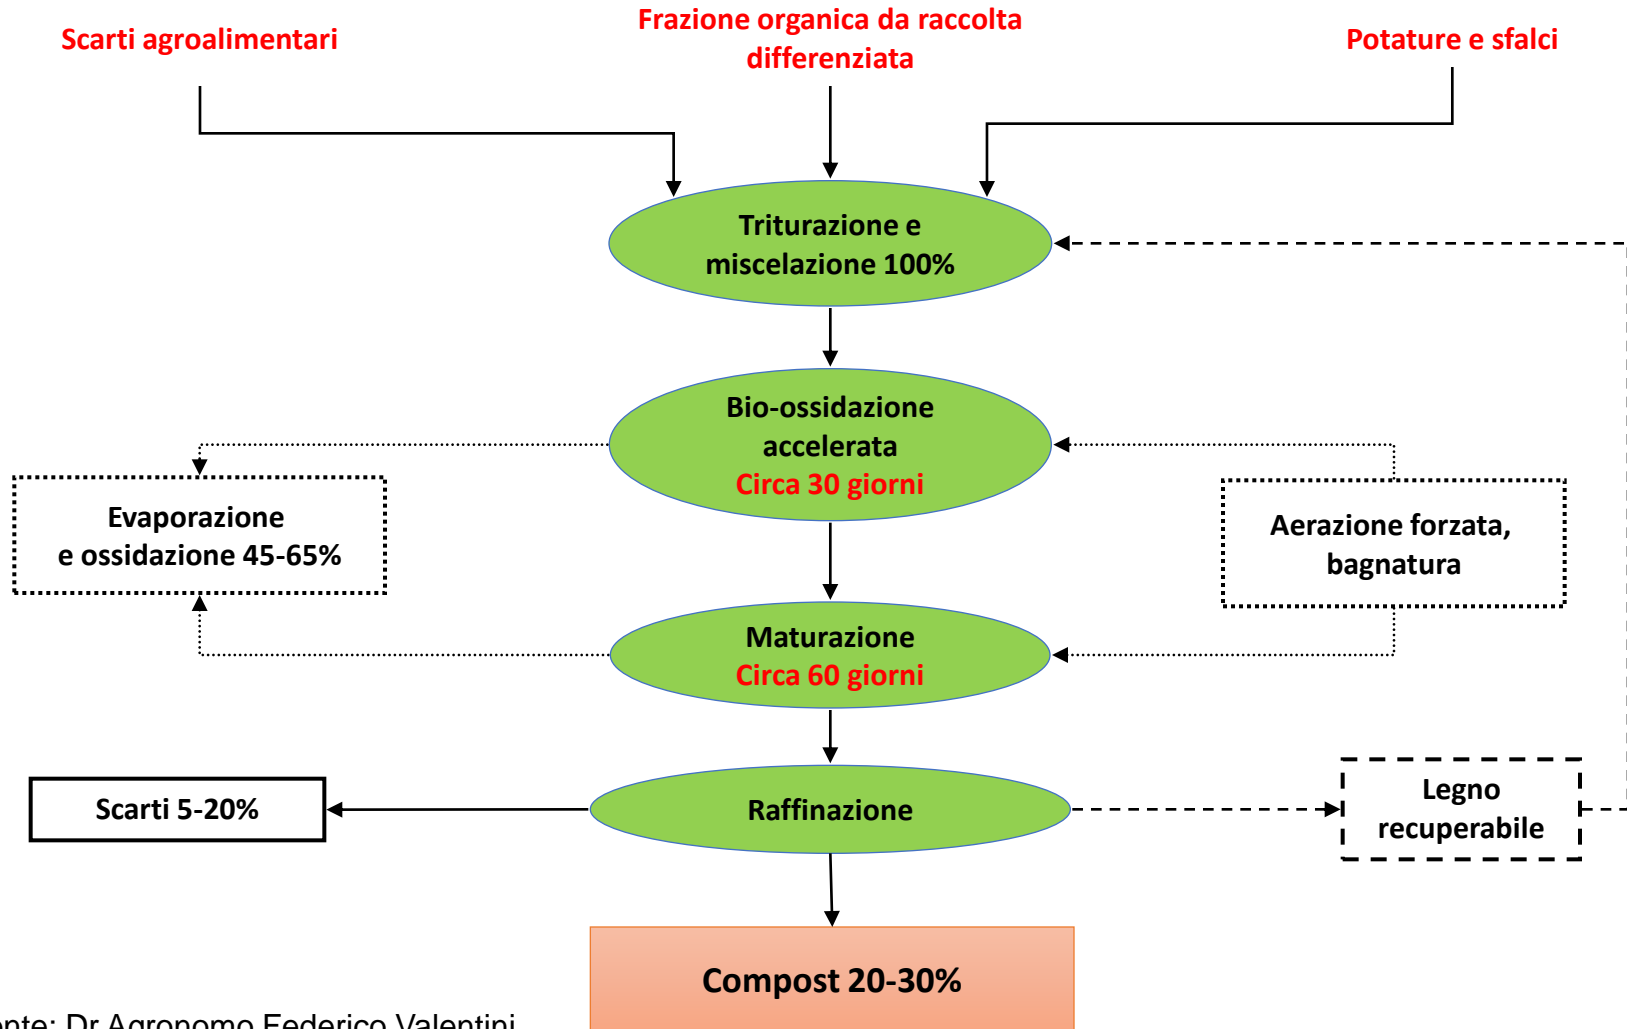 Scarti agroalimentari
Frazione organica da raccolta
differenziata
Potature e sfalci
Triturazione e
miscelazione 100%
Bio-ossidazione
accelerata
Circa 30 giorni
Evaporazione
e ossidazione 45-65%
Aerazione forzata,
bagnatura
Maturazione
Circa 60 giorni
Scarti 5-20%
Raffinazione
Legno
recuperabile
Compost 20-30%
onte: Dr Agronomo Federico Valentini